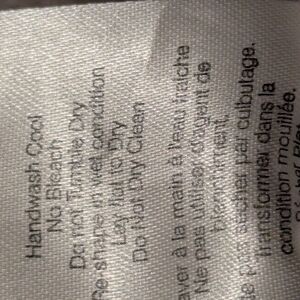 Handwash Cool
No Bleach
Do not Tumble Dry
Re-shape in wet condition
Lay flat to Dry
Do Not Dry Clean
aver à la main à l'eau fraîche
Ne pas utiliser d'agent de
blanchiment.
e pas sécher par culbutage.
Transformer dans la
condition mouillée.